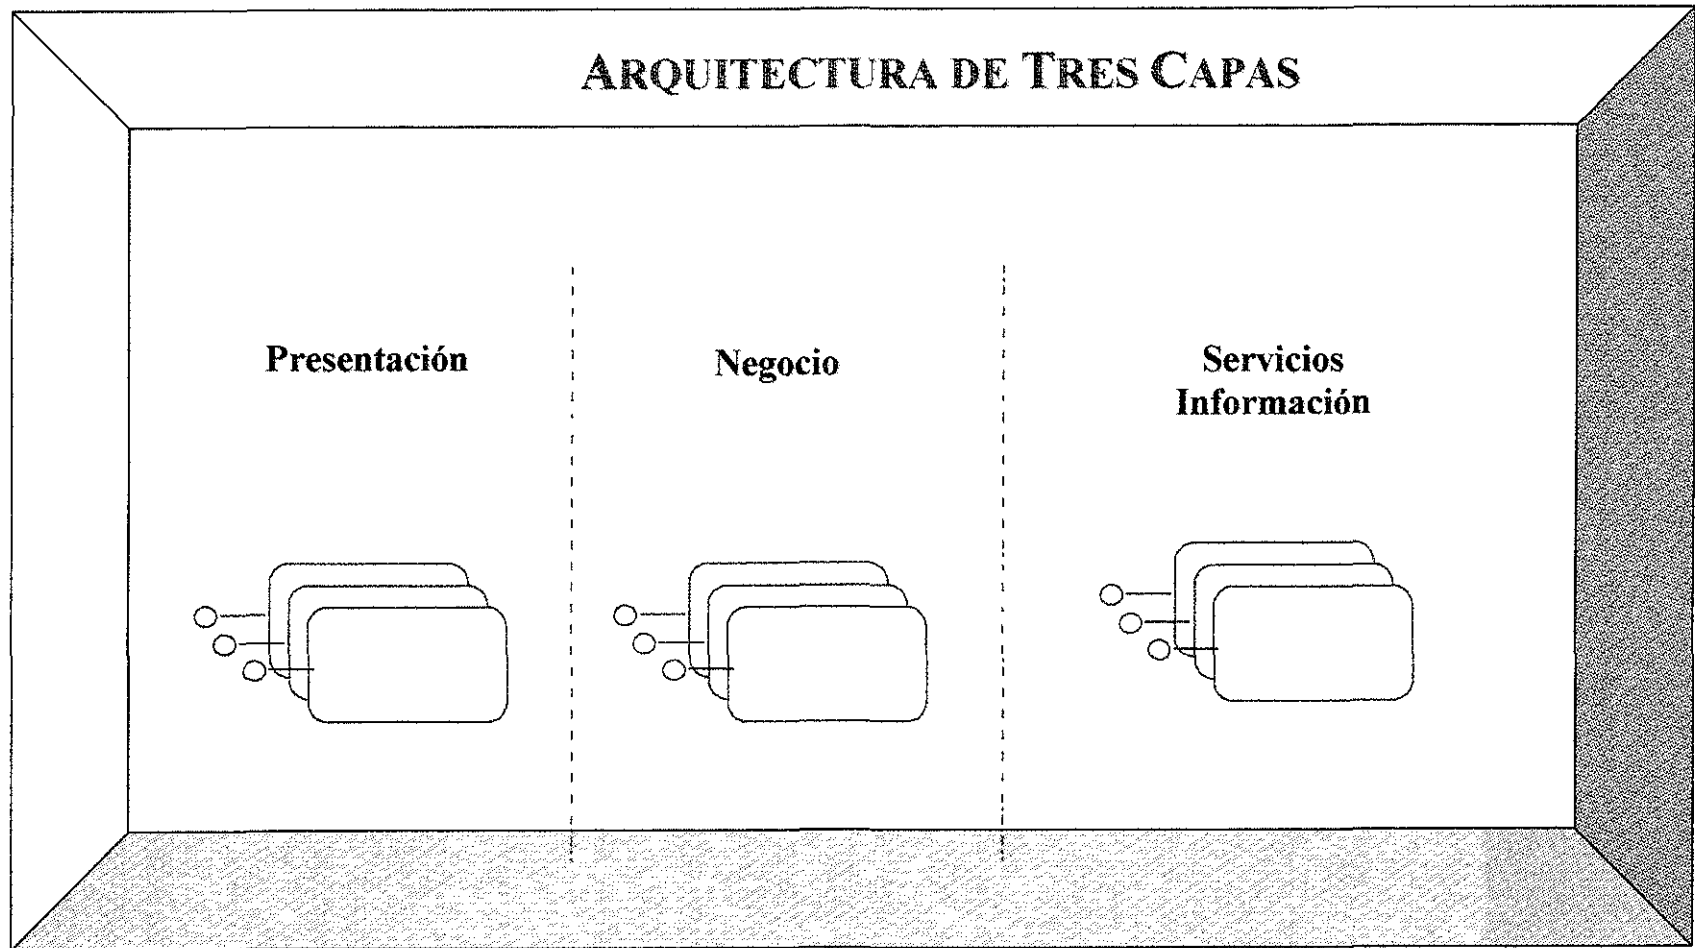 ARQUITECTURA DE TRES CAPAS
Presentación
Negocio
Servicios
Información